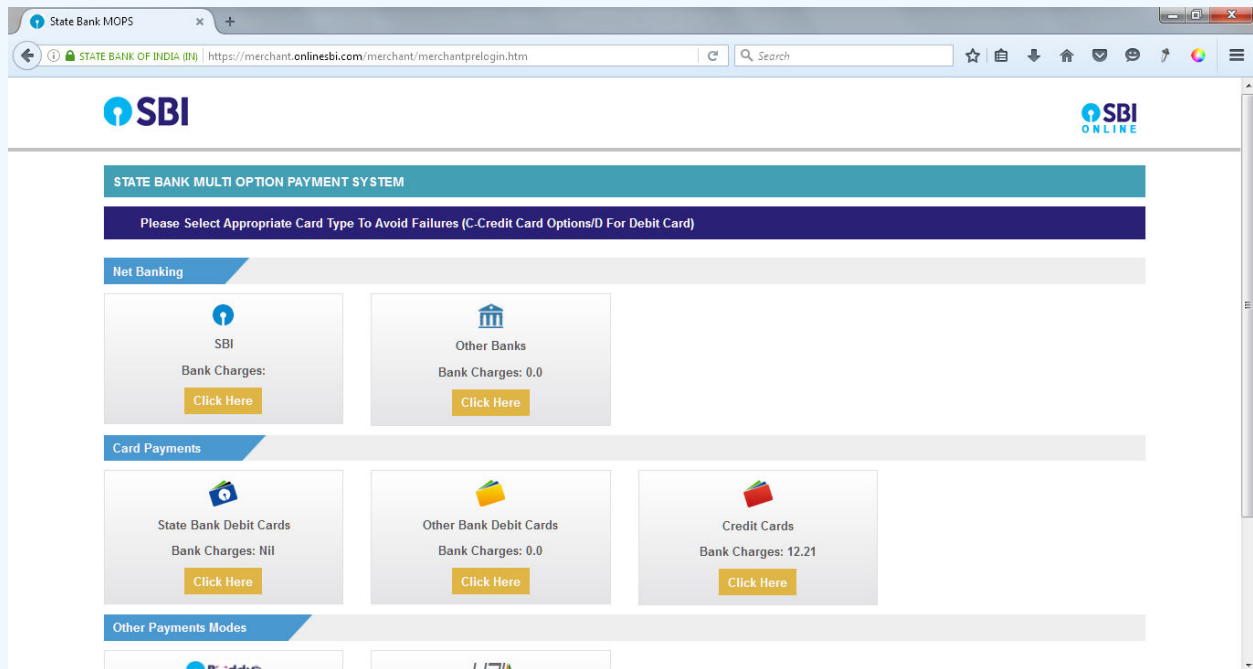 State Bank MOPS
STATE BANK OF INDIA (IN) https://merchant.onlinesbi.com/merchant/merchantprelogin.htm
Search
SBI
SBI
ONLINE
STATE BANK MULTI OPTION PAYMENT SYSTEM
Please Select Appropriate Card Type To Avoid Failures (C-Credit Card Options/D For Debit Card)
Net Banking
SBI
Bank Charges:
Click Here
Other Banks
Bank Charges: 0.0
Click Here
Card Payments
State Bank Debit Cards
Bank Charges: Nil
Click Here
Other Bank Debit Cards
Bank Charges: 0.0
Click Here
Credit Cards
Bank Charges: 12.21
Click Here
Other Payments Modes